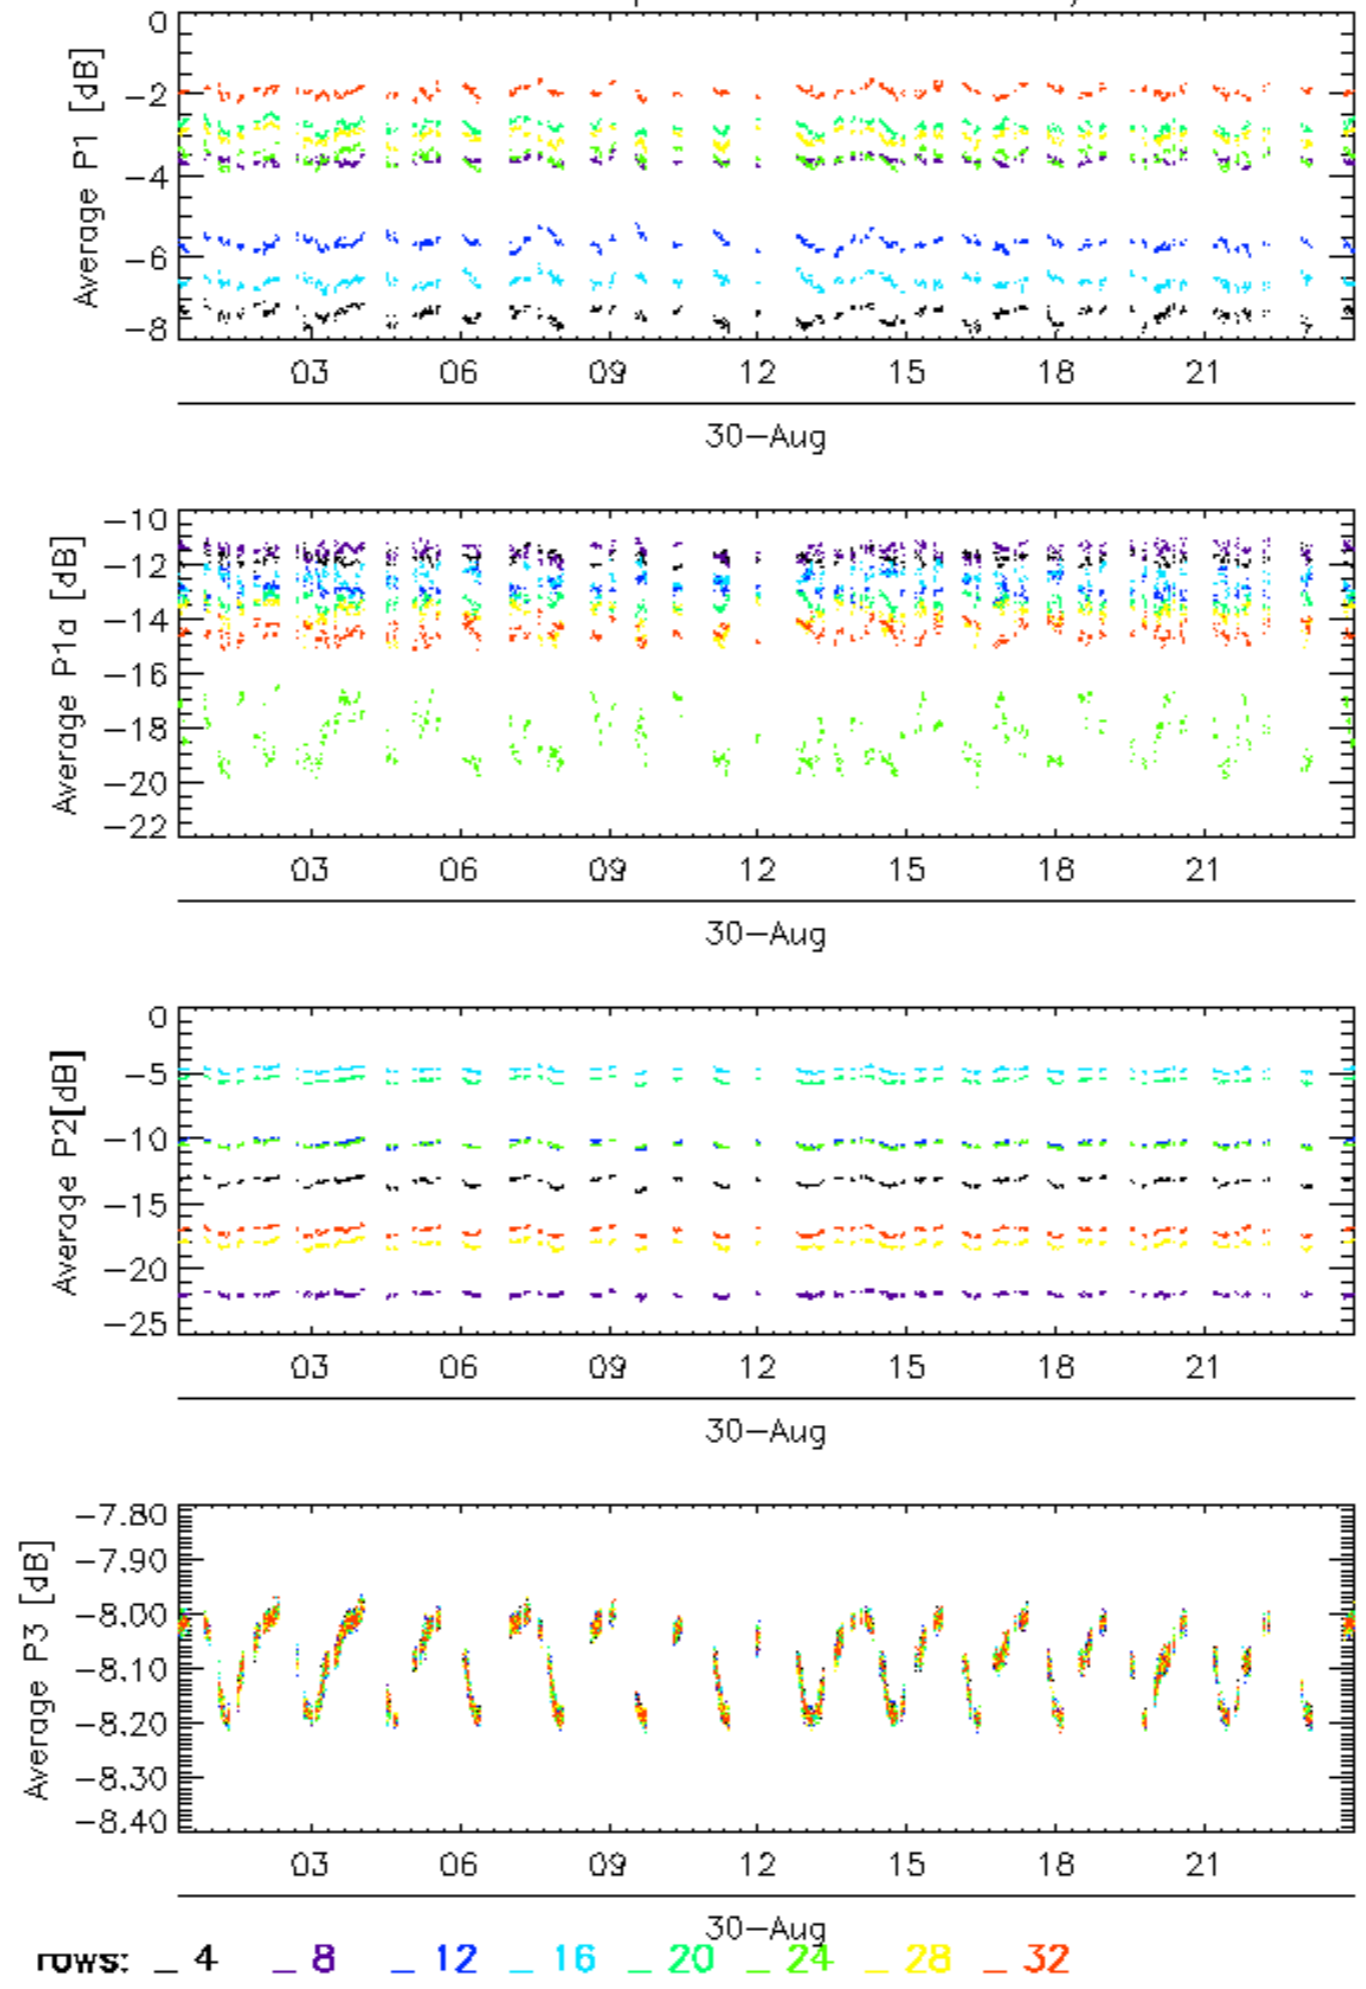 Average P1 [dB]
0
−2
−4
−6
−8
03 06 09 12 15 18 21
30−Aug
Average P1a [dB]
−10
−12
−14
−16
−18
−20
−22
03 06 09 12 15 18 21
30−Aug
Average P2[dB]
0
−5
−10
−15
−20
−25
03 06 09 12 15 18 21
30−Aug
Average P3 [dB]
−7.80
−7.90
−8.00
−8.10
−8.20
−8.30
−8.40
03 06 09 12 15 18 21
30−Aug
rows: _ 4 _ 8 _ 12 _ 16 _ 20 _ 24 _ 28 _ 32